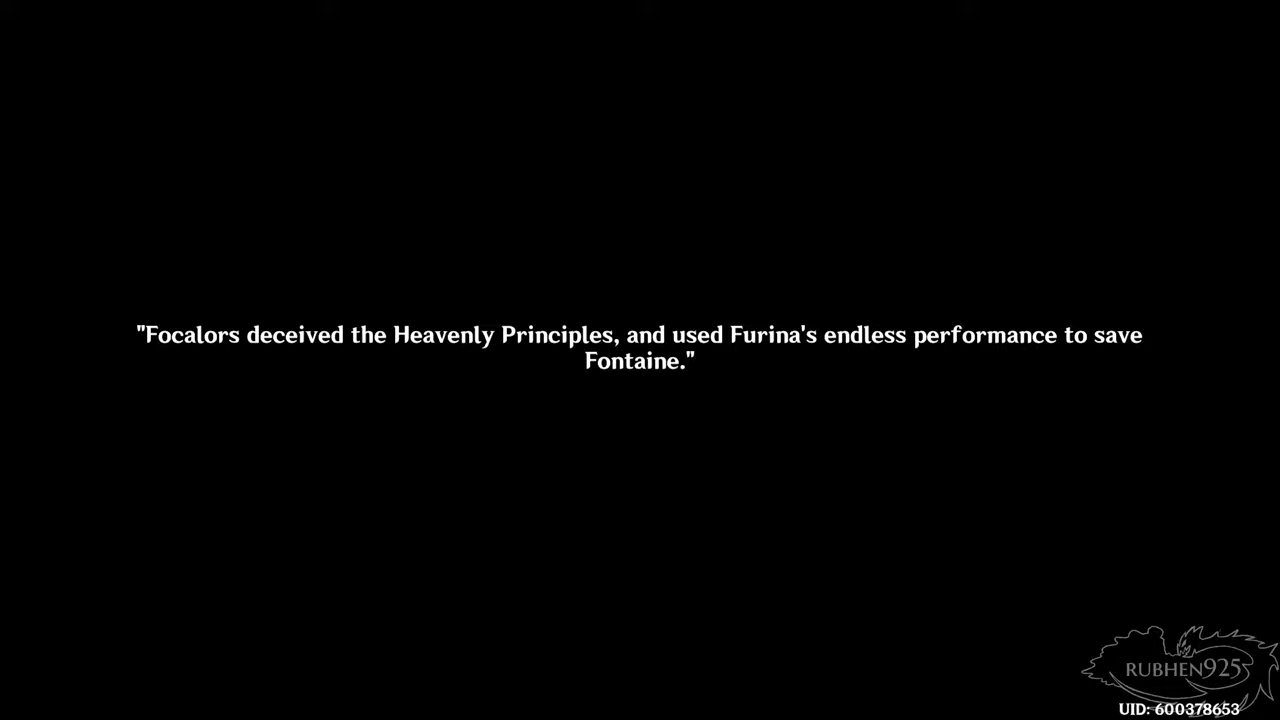 "Focalors deceived the Heavenly Principles, and used Furina's endless performance to save
Fontaine."
RUBHEN925
UID: 600378653